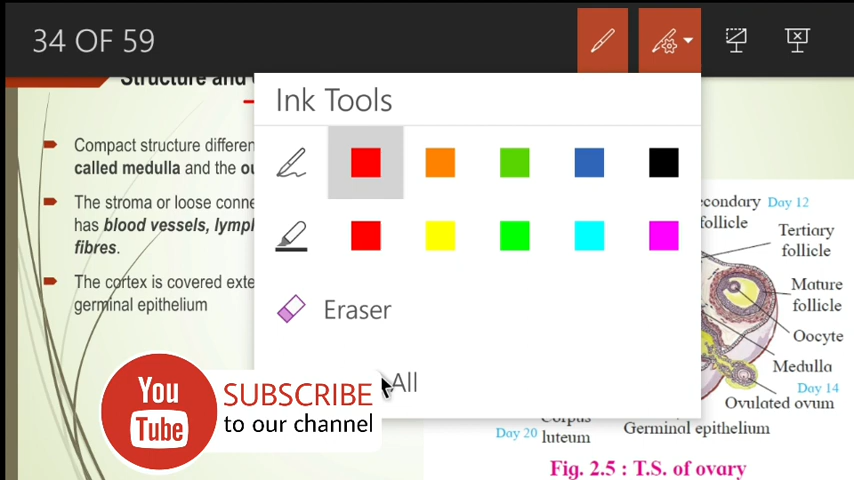 34 OF 59
Structure and
Ink Tools
Compact structure differen
called medulla and the ou
The stroma or loose conne
has blood vessels, lymph
fibres.
The cortex is covered exte
germinal epithelium
Eraser
All
You
Tube
SUBSCRIBE
to our channel
econdary Day 12
follicle
Tertiary
follicle
Mature
follicle
Oocyte
Medulla
Day 14
Ovulated ovum
Corpus
Day 20 luteum
Germinal epithelium
Fig. 2.5 : T.S. of ovary